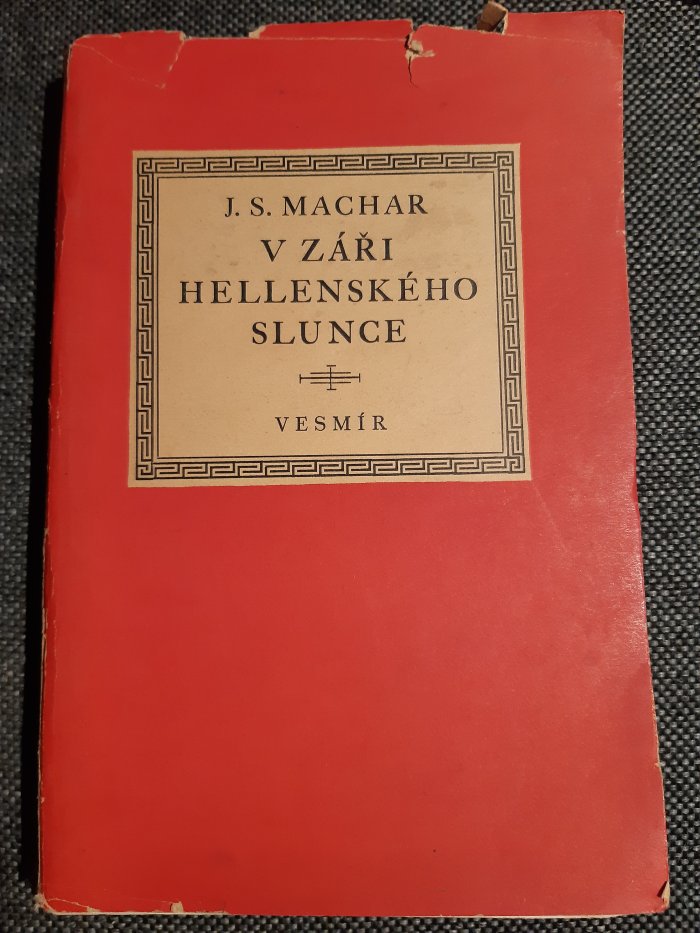 J. S. MACHAR
V ZÁŘI
HELLENSKÉHO
SLUNCE
VESMÍR